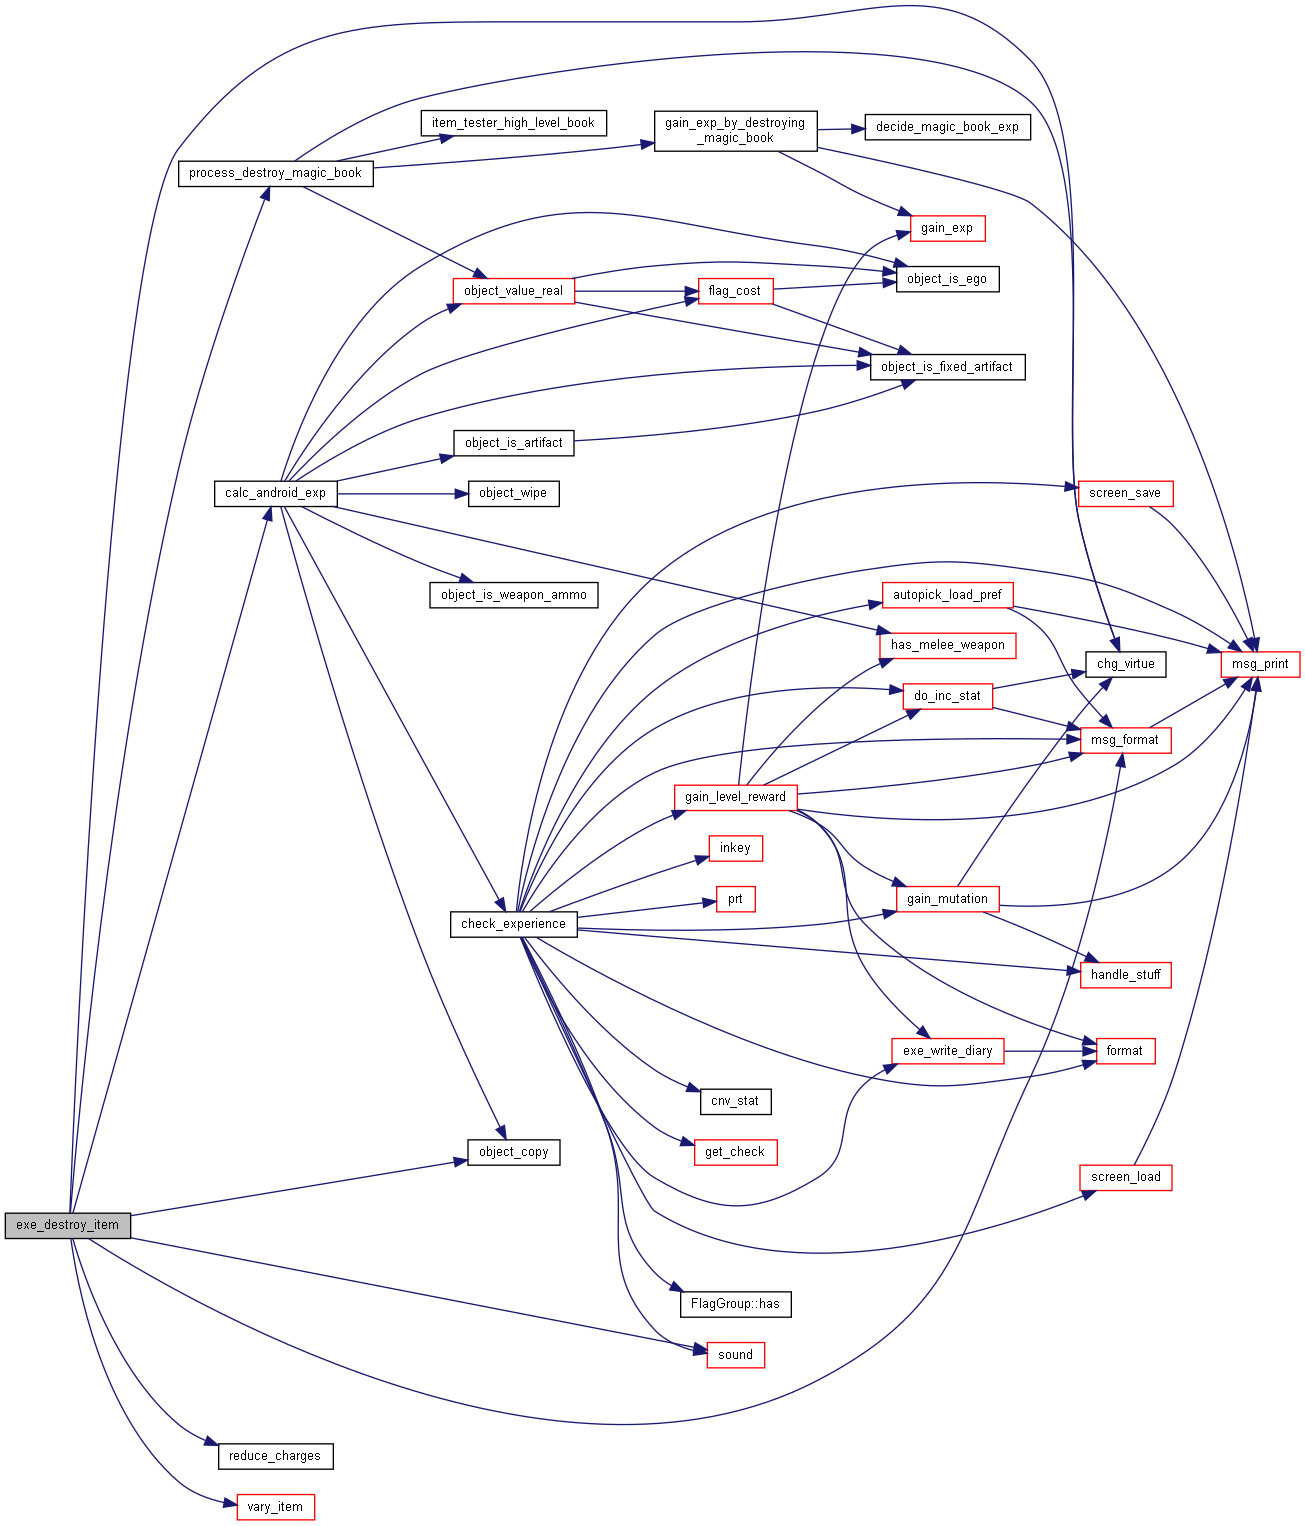 item_tester_high_level_book
gain_exp_by_destroying
_magic_book
decide_magic_book_exp
process_destroy_magic_book
gain_exp
object_is_ego
object_value_real
flag_cost
object_is_fixed_artifact
object_is_artifact
calc_android_exp
object_wipe
screen_save
object_is_weapon_ammo
autopick_load_pref
has_melee_weapon
chg_virtue
msg_print
do_inc_stat
msg_format
gain_level_reward
inkey
prt
gain_mutation
check_experience
handle_stuff
exe_write_diary
format
cnv_stat
get_check
object_copy
screen_load
exe_destroy_item
FlagGroup::has
sound
reduce_charges
vary_item